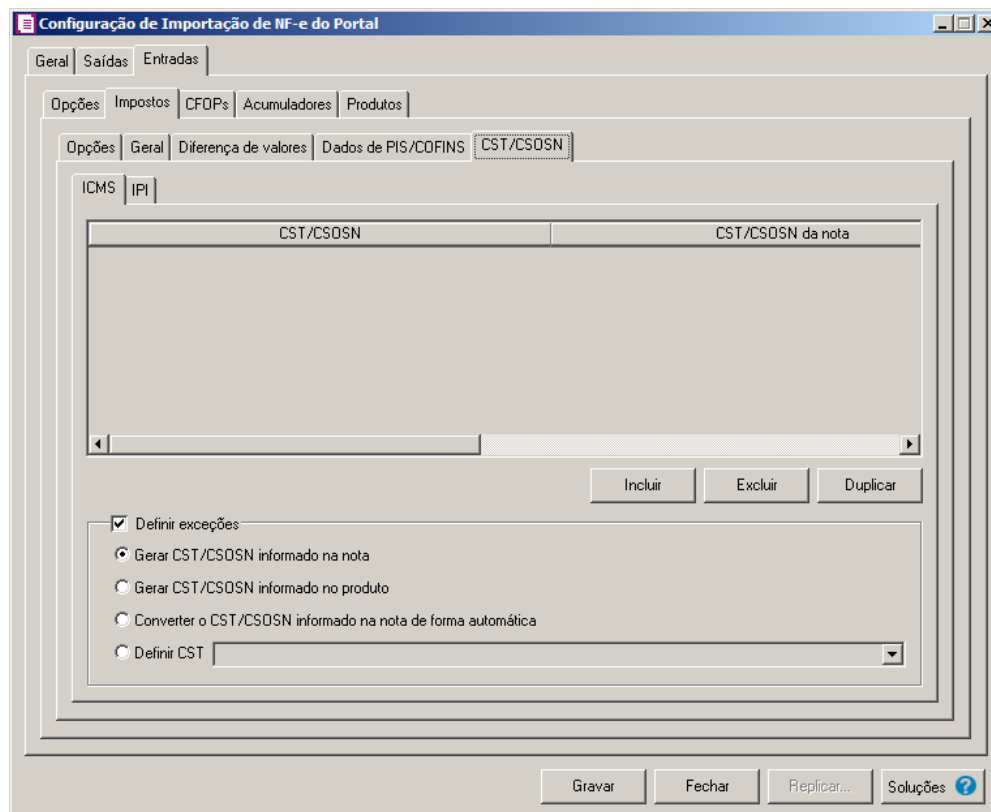 Configuração de Importação de NF-e do Portal
Geral Saídas Entradas
Opções Impostos CFOPs Acumuladores Produtos
Opções Geral Diferença de valores Dados de PIS/COFINS CST/CSOSN
ICMS IPI
CST/CSOSN CST/CSOSN da nota
Incluir Excluir Duplicar
Definir exceções
Gerar CST/CSOSN informado na nota
Gerar CST/CSOSN informado no produto
Converter o CST/CSOSN informado na nota de forma automática
Definir CST
Gravar Fechar Replicar... Soluções ?